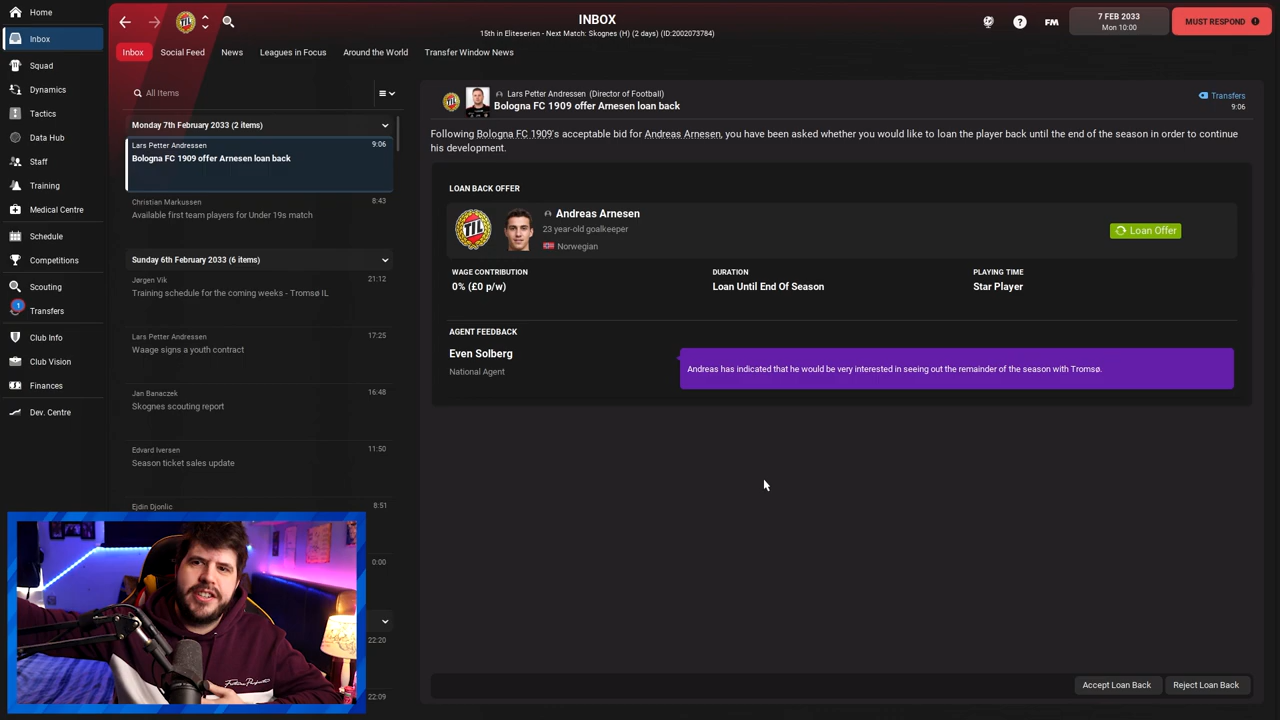 Home
Inbox
Squad
Dynamics
Tactics
Data Hub
Staff
Training
Medical Centre
Schedule
Competitions
Scouting
1
Transfers
Club Info
Club Vision
Finances
Dev. Centre
TIL
INBOX
15th in Eliteserien - Next Match: Skognes (H) (2 days) (ID:2002073784)
?
FM
7 FEB 2033
Mon 10:00
MUST RESPOND
Inbox
Social Feed
News
Leagues in Focus
Around the World
Transfer Window News
All Items
Monday 7th February 2033 (2 items)
Lars Petter Andressen
9:06
Bologna FC 1909 offer Arnesen loan back
Christian Markussen
8:43
Available first team players for Under 19s match
Sunday 6th February 2033 (6 items)
Jørgen Vik
21:12
Training schedule for the coming weeks - Tromsø IL
Lars Petter Andressen
17:25
Waage signs a youth contract
Jan Banaczek
16:48
Skognes scouting report
Edvard Iversen
11:50
Season ticket sales update
Ejdin Djonlic
8:51
0:00
22:20
22:09
TIL
Lars Petter Andressen (Director of Football)
Bologna FC 1909 offer Arnesen loan back
Transfers
9:06
Following Bologna FC 1909's acceptable bid for Andreas Arnesen, you have been asked whether you would like to loan the player back until the end of the season in order to continue
his development.
LOAN BACK OFFER
TIL
Andreas Arnesen
23 year-old goalkeeper
Norwegian
Loan Offer
WAGE CONTRIBUTION
0% (£0 p/w)
DURATION
Loan Until End Of Season
PLAYING TIME
Star Player
AGENT FEEDBACK
Even Solberg
National Agent
Andreas has indicated that he would be very interested in seeing out the remainder of the season with Tromsø.
Accept Loan Back
Reject Loan Back